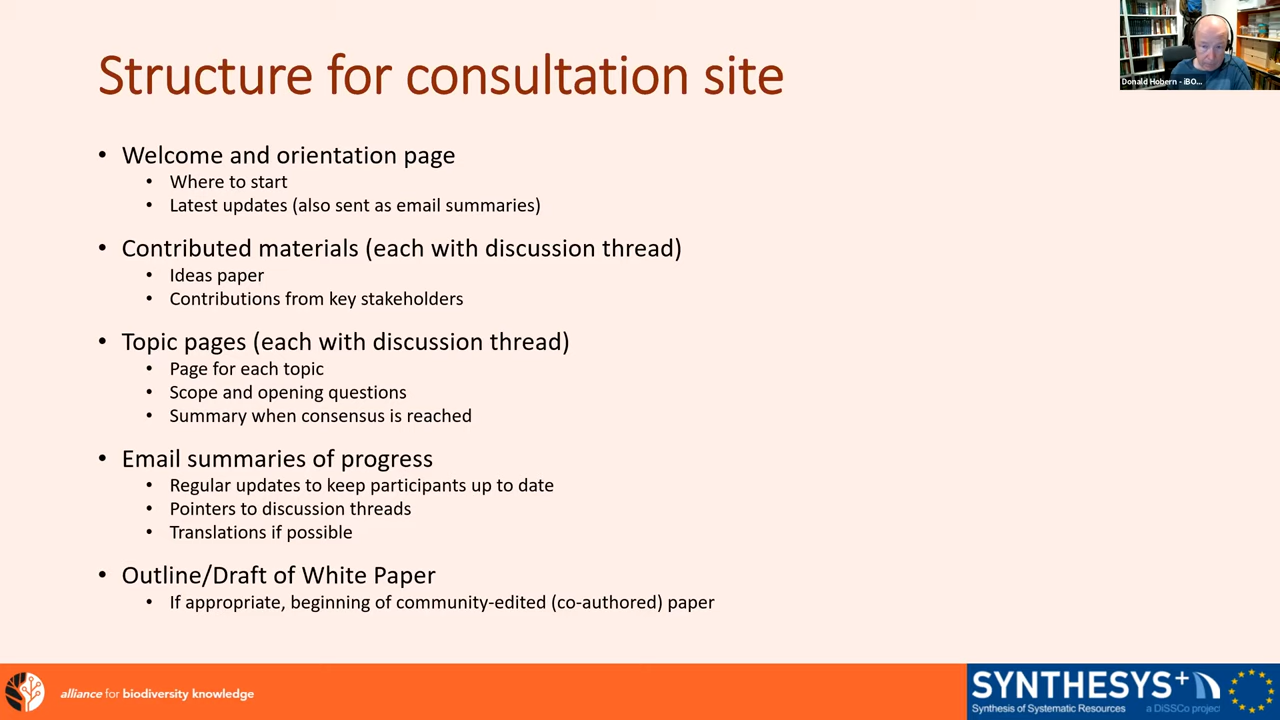 Structure for consultation site
Donald Hobern - iBO...
• Welcome and orientation page
• Where to start
• Latest updates (also sent as email summaries)
• Contributed materials (each with discussion thread)
• Ideas paper
• Contributions from key stakeholders
• Topic pages (each with discussion thread)
• Page for each topic
• Scope and opening questions
• Summary when consensus is reached
• Email summaries of progress
• Regular updates to keep participants up to date
• Pointers to discussion threads
• Translations if possible
• Outline/Draft of White Paper
• If appropriate, beginning of community-edited (co-authored) paper
alliance for biodiversity knowledge
SYNTHESYS+
Synthesis of Systematic Resources
a DiSSCo project